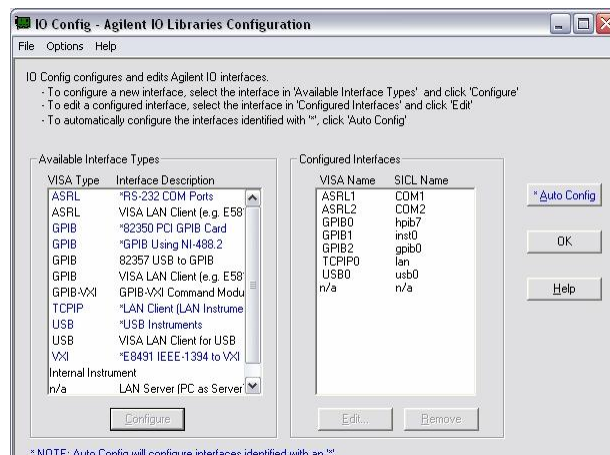 IO Config - Agilent IO Libraries Configuration
File Options Help
IO Config configures and edits Agilent IO interfaces.
- To configure a new interface, select the interface in 'Available Interface Types' and click 'Configure'
- To edit a configured interface, select the interface in 'Configured Interfaces' and click 'Edit'
- To automatically configure the interfaces identified with '*', click 'Auto Config'
Available Interface Types
VISA Type Interface Description
ASRL *RS-232 COM Ports
ASRL VISA LAN Client (e.g. E58
GPIB *82350 PCI GPIB Card
GPIB *GPIB Using NI-488.2
GPIB 82357 USB to GPIB
GPIB VISA LAN Client (e.g. E58
GPIB-VXI GPIB-VXI Command Modu
TCPIP *LAN Client (LAN Instrume
USB *USB Instruments
USB VISA LAN Client for USB
VXI *E8491 IEEE-1394 to VXI
Internal Instrument
n/a LAN Server (PC as Server
Configure
Configured Interfaces
VISA Name SICL Name
ASRL1 COM1
ASRL2 COM2
GPIB0 hpib7
GPIB1 inst0
GPIB2 gpib0
TCPIP0 lan
USB0 usb0
n/a n/a
Edit... Remove
* Auto Config
OK
Help
* NOTE: Auto Config will configure interfaces identified with an '*'